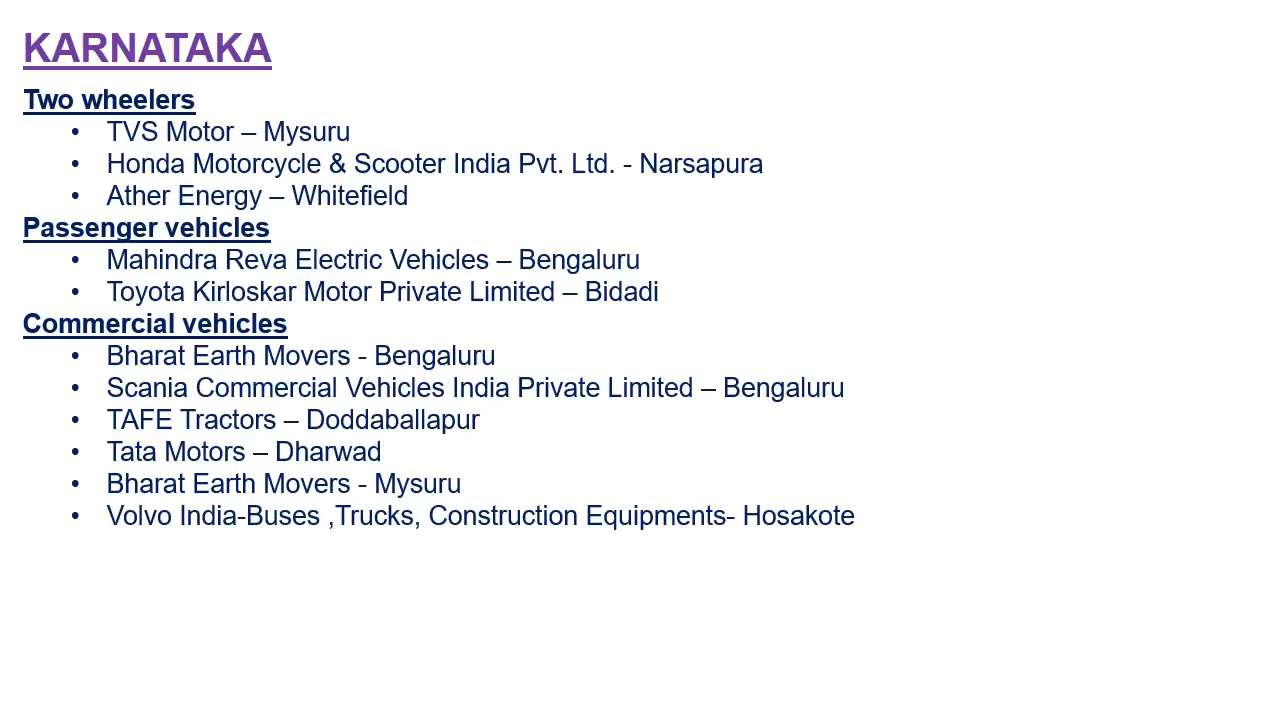 KARNATAKA
Two wheelers
• TVS Motor – Mysuru
• Honda Motorcycle & Scooter India Pvt. Ltd. - Narsapura
• Ather Energy – Whitefield
Passenger vehicles
• Mahindra Reva Electric Vehicles – Bengaluru
• Toyota Kirloskar Motor Private Limited – Bidadi
Commercial vehicles
• Bharat Earth Movers - Bengaluru
• Scania Commercial Vehicles India Private Limited – Bengaluru
• TAFE Tractors – Doddaballapur
• Tata Motors – Dharwad
• Bharat Earth Movers - Mysuru
• Volvo India-Buses ,Trucks, Construction Equipments- Hosakote